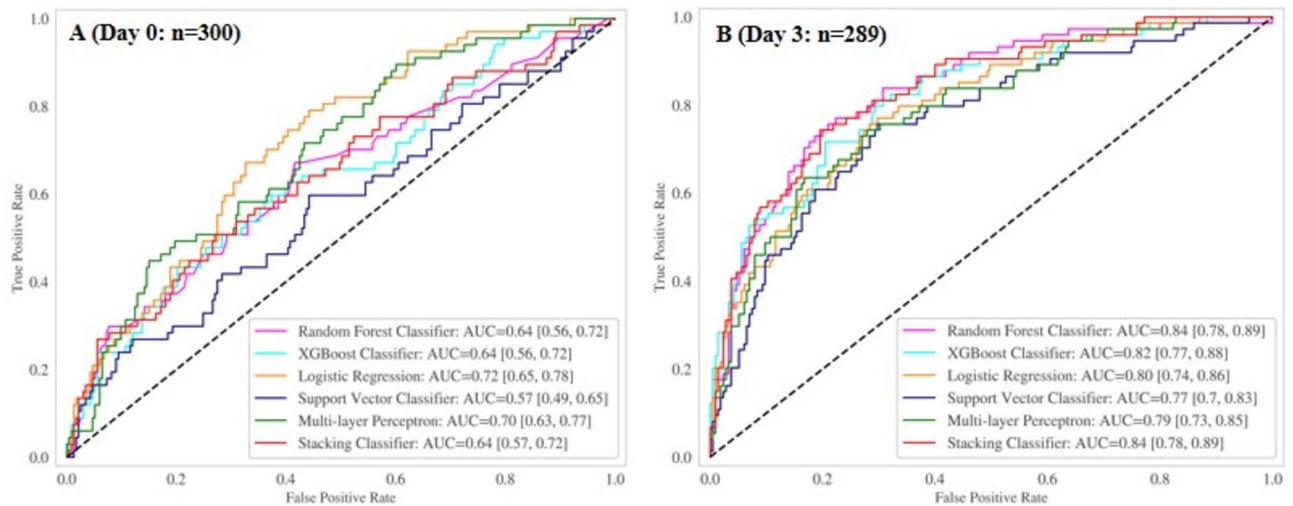 A (Day 0: n=300)
1.0
0.8
0.6
0.4
0.2
0.0
True Positive Rate
Random Forest Classifier: AUC=0.64 [0.56, 0.72]
XGBoost Classifier: AUC=0.64 [0.56, 0.72]
Logistic Regression: AUC=0.72 [0.65, 0.78]
Support Vector Classifier: AUC=0.57 [0.49, 0.65]
Multi-layer Perceptron: AUC=0.70 [0.63, 0.77]
Stacking Classifier: AUC=0.64 [0.57, 0.72]
0.0 0.2 0.4 0.6 0.8 1.0
False Positive Rate
B (Day 3: n=289)
1.0
0.8
0.6
0.4
0.2
0.0
True Positive Rate
Random Forest Classifier: AUC=0.84 [0.78, 0.89]
XGBoost Classifier: AUC=0.82 [0.77, 0.88]
Logistic Regression: AUC=0.80 [0.74, 0.86]
Support Vector Classifier: AUC=0.77 [0.7, 0.83]
Multi-layer Perceptron: AUC=0.79 [0.73, 0.85]
Stacking Classifier: AUC=0.84 [0.78, 0.89]
0.0 0.2 0.4 0.6 0.8 1.0
False Positive Rate